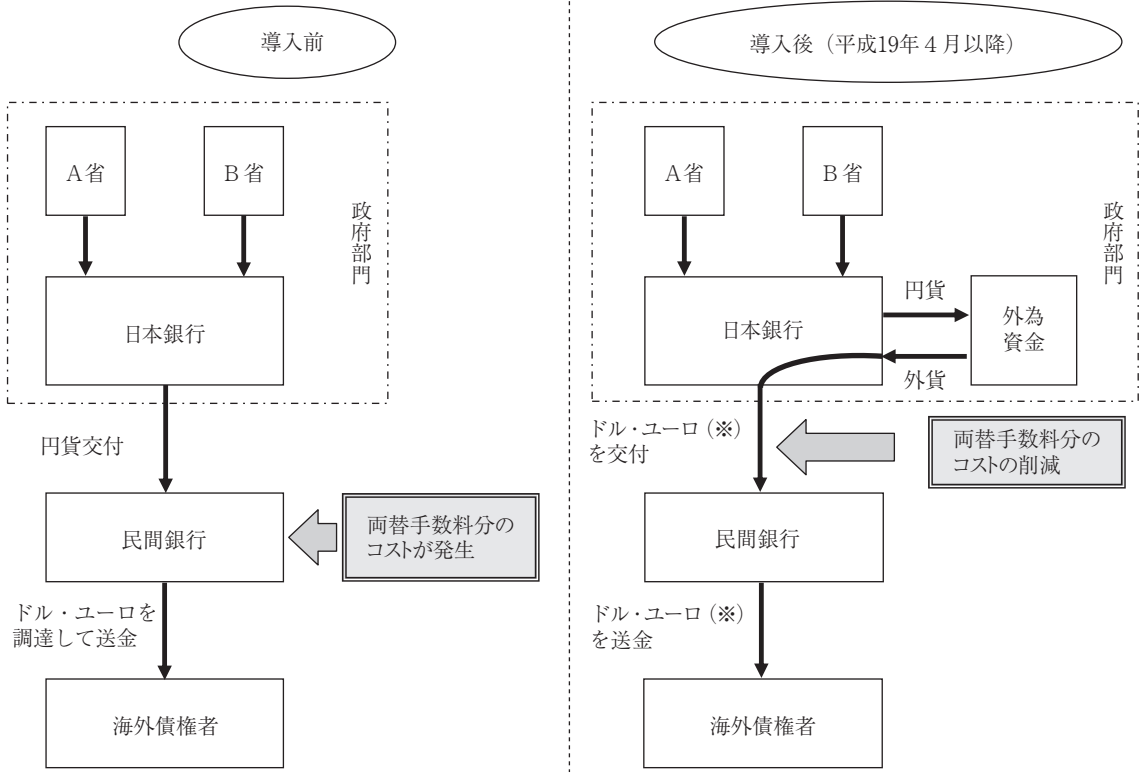 導入前
A省
B省
政府部門
日本銀行
円貨交付
民間銀行
両替手数料分の
コストが発生
ドル・ユーロを
調達して送金
海外債権者
導入後(平成19年4月以降)
A省
B省
政府部門
日本銀行
円貨
外為
資金
外貨
ドル・ユーロ(※)
を交付
両替手数料分の
コストの削減
民間銀行
ドル・ユーロ(※)
を送金
海外債権者